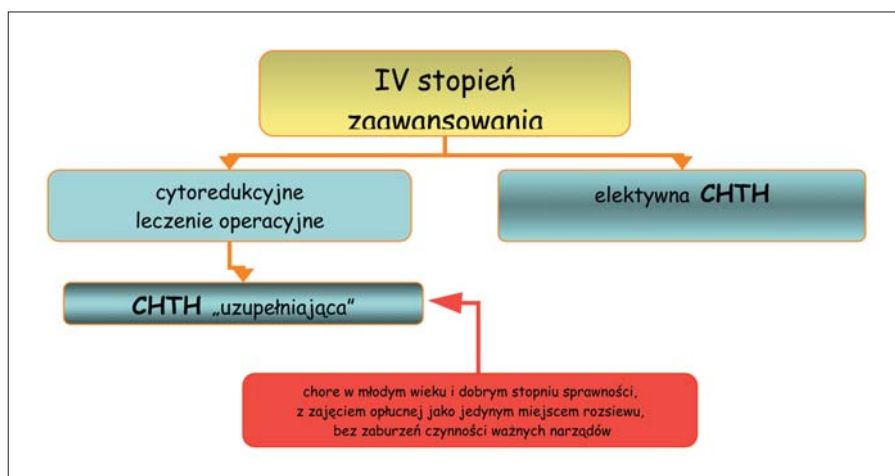 IV stopień
zaawansowania
cytoredukcyjne
leczenie operacyjne
elektywna CHTH
CHTH „uzupełniająca”
chore w młodym wieku i dobrym stopniu sprawności,
z zajęciem opłucnej jako jedynym miejscem rozsiewu,
bez zaburzeń czynności ważnych narządów